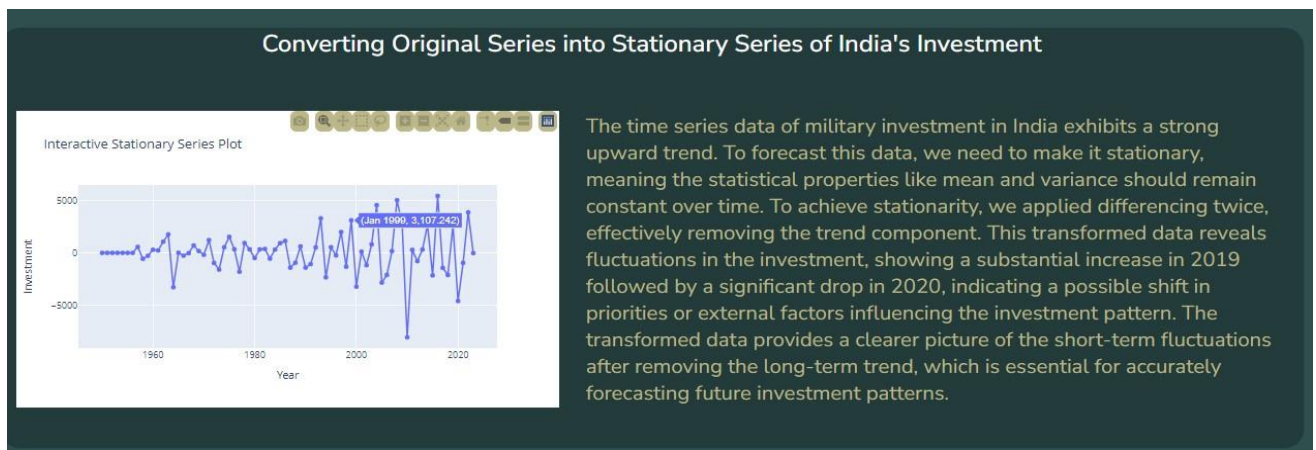 Converting Original Series into Stationary Series of India's Investment
Interactive Stationary Series Plot
5000
0
−5000
Investment
(Jan 1999, 3,107.242)
1960
1980
2000
2020
Year
The time series data of military investment in India exhibits a strong
upward trend. To forecast this data, we need to make it stationary,
meaning the statistical properties like mean and variance should remain
constant over time. To achieve stationarity, we applied differencing twice,
effectively removing the trend component. This transformed data reveals
fluctuations in the investment, showing a substantial increase in 2019
followed by a significant drop in 2020, indicating a possible shift in
priorities or external factors influencing the investment pattern. The
transformed data provides a clearer picture of the short-term fluctuations
after removing the long-term trend, which is essential for accurately
forecasting future investment patterns.